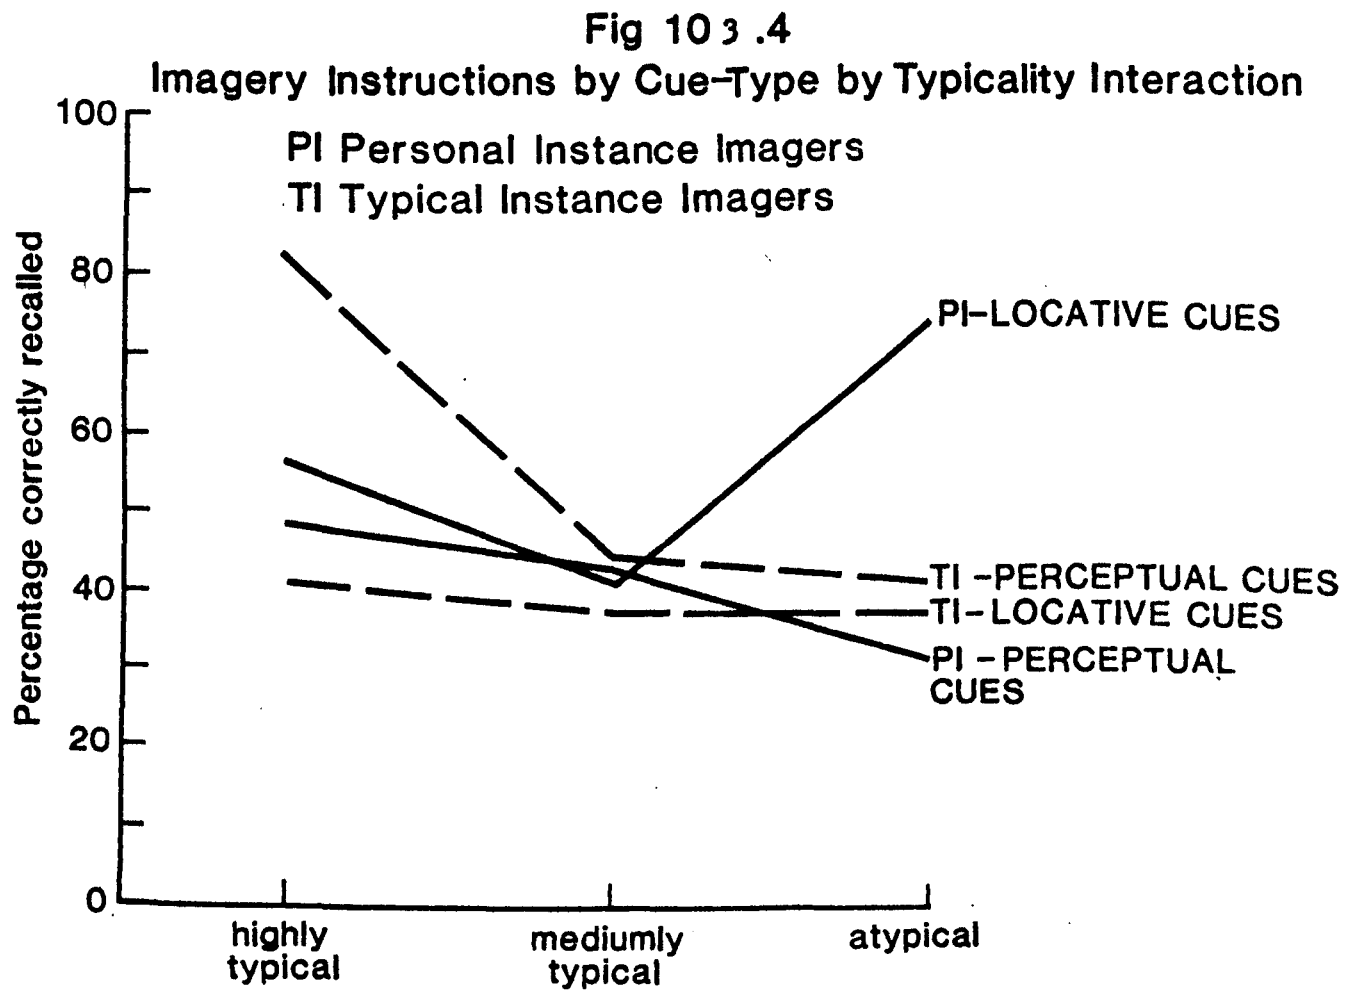 Fig 10 3 .4
Imagery Instructions by Cue-Type by Typicality Interaction
100
PI Personal Instance Imagers
TI Typical Instance Imagers
80
PI-LOCATIVE CUES
60
Percentage correctly recalled
40
TI -PERCEPTUAL CUES
TI-LOCATIVE CUES
PI -PERCEPTUAL
CUES
20
0
highly
typical
mediumly
typical
atypical